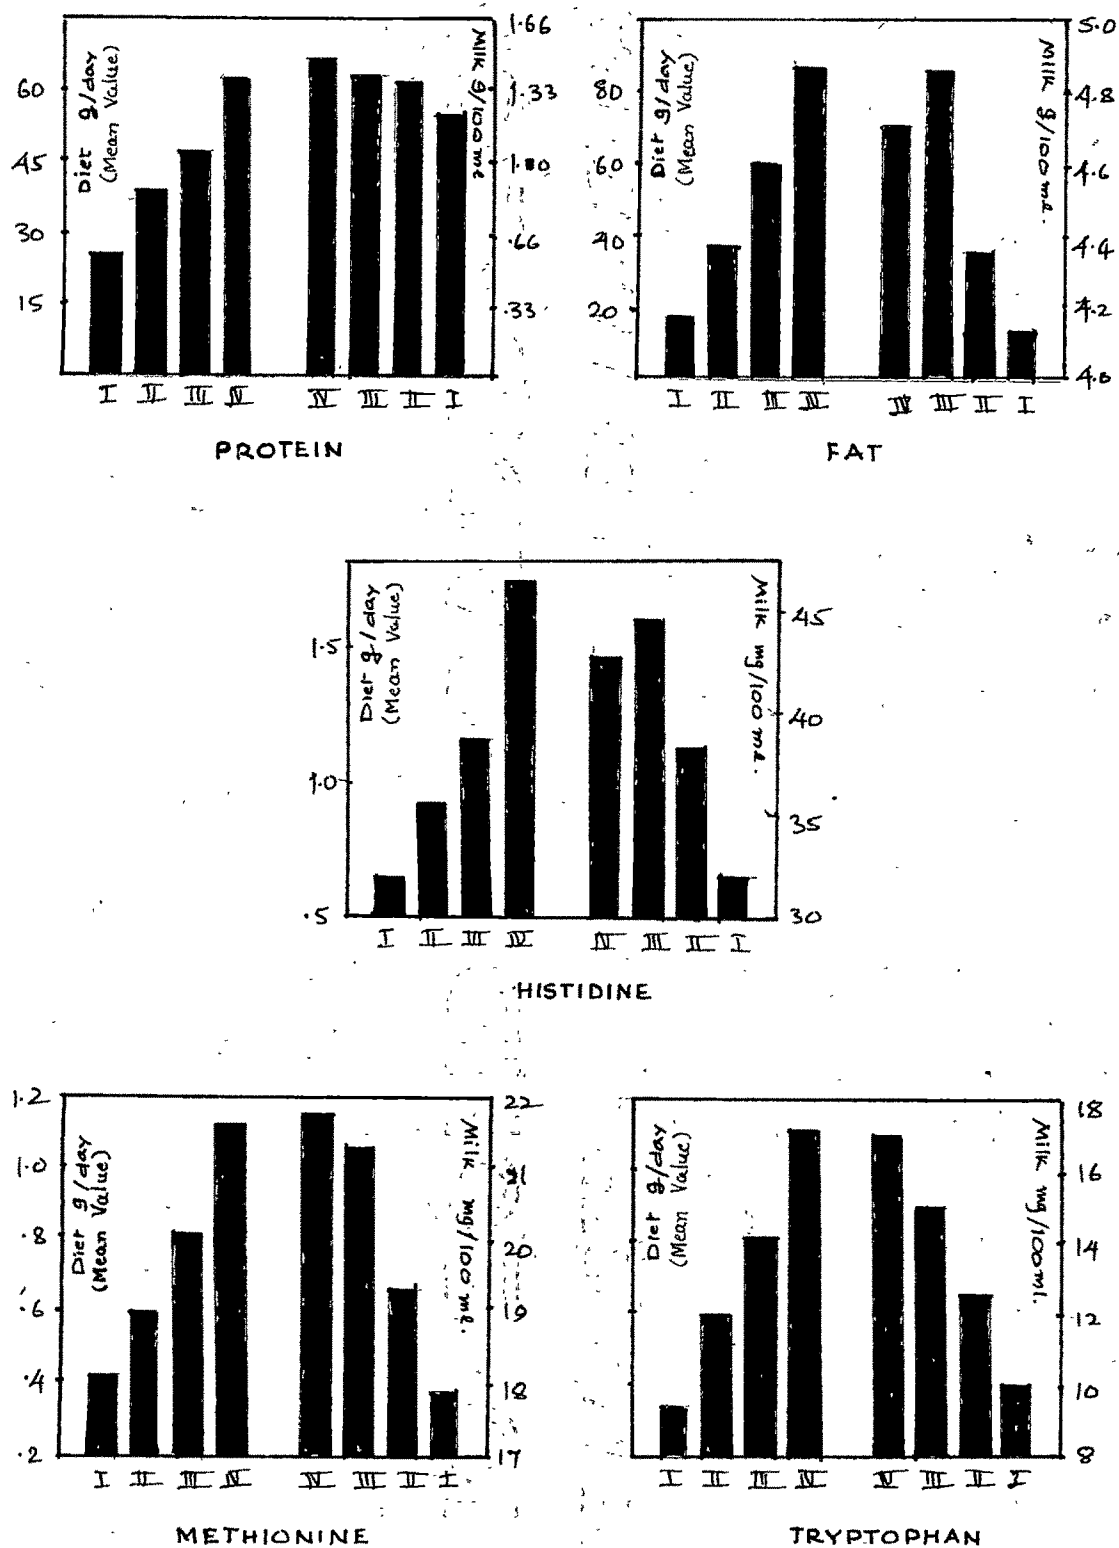 Diet g/day
(Mean Value)
Milk g/100 ml
60
45
30
15
1.66
1.33
1.00
.66
.33
I II III IV IV III II I
PROTEIN
Diet g/day
(Mean Value)
Milk g/100 ml.
80
60
40
20
5.0
4.8
4.6
4.4
4.2
4.0
I II III IV IV III II I
FAT
Diet g/day
(Mean Value)
Milk mg/100 ml.
1.5
1.0
.5
45
40
35
30
I II III IV IV III II I
HISTIDINE
Diet g/day
(Mean Value)
Milk mg/100 ml.
1.2
1.0
.8
.6
.4
.2
22
21
20
19
18
17
I II III IV IV III II I
METHIONINE
Diet g/day
(Mean Value)
Milk mg/100ml.
18
16
14
12
10
8
I II III IV IV III II I
TRYPTOPHAN